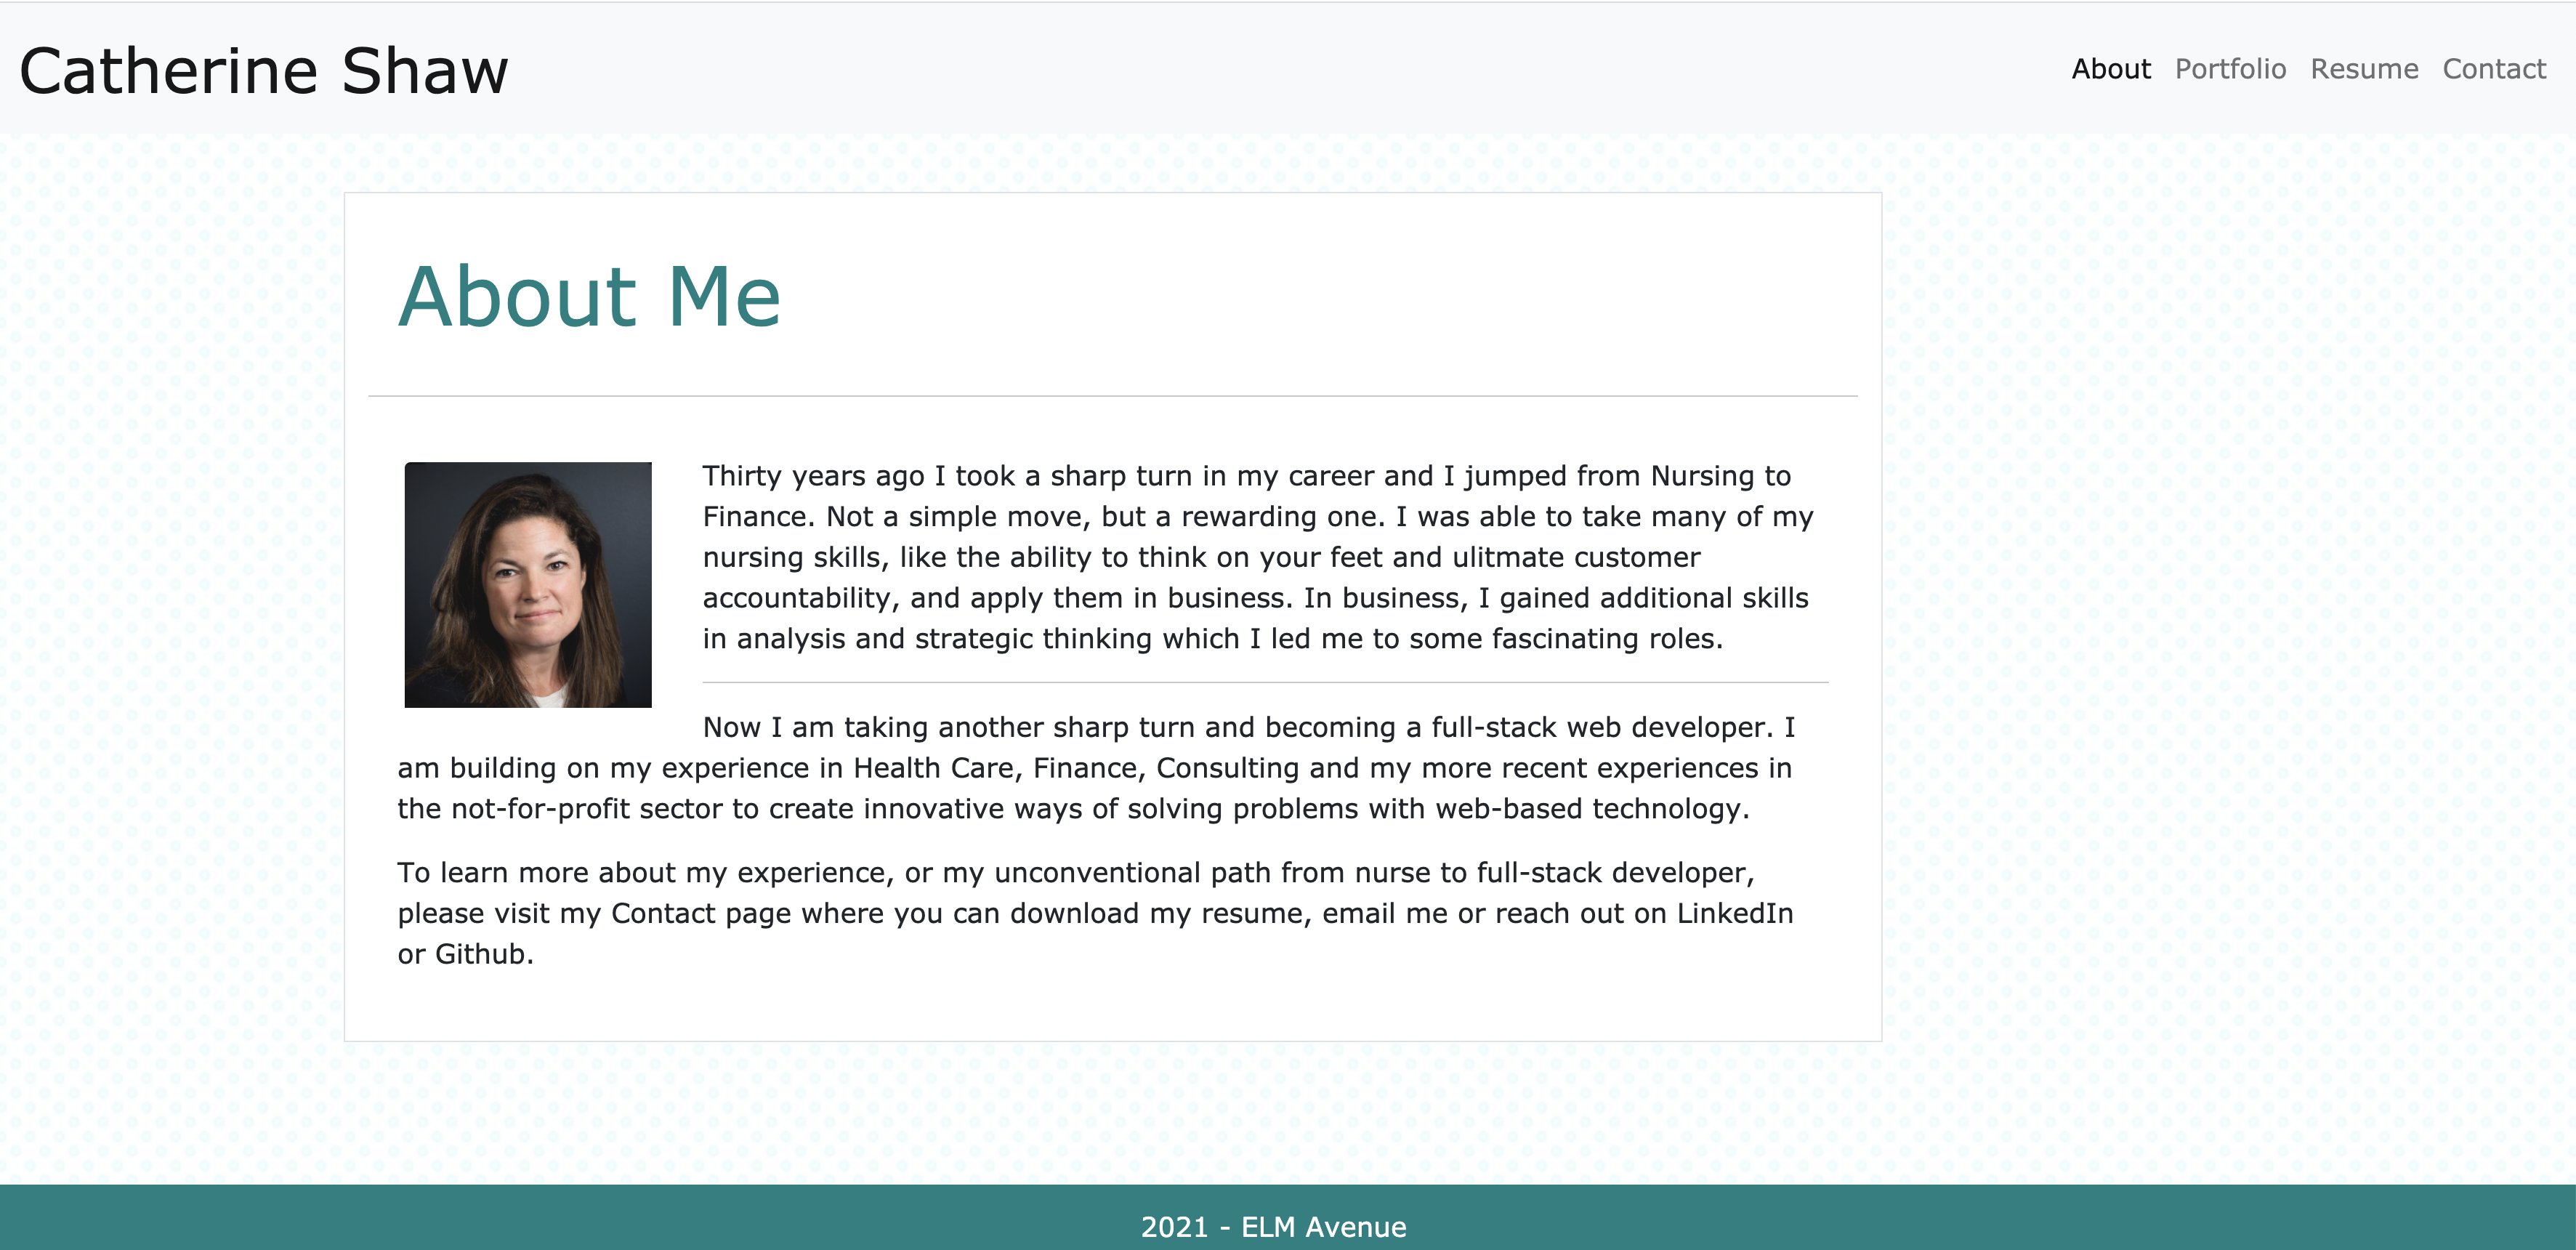 Catherine Shaw
About Portfolio Resume Contact
About Me
Thirty years ago I took a sharp turn in my career and I jumped from Nursing to
Finance. Not a simple move, but a rewarding one. I was able to take many of my
nursing skills, like the ability to think on your feet and ulitmate customer
accountability, and apply them in business. In business, I gained additional skills
in analysis and strategic thinking which I led me to some fascinating roles.
Now I am taking another sharp turn and becoming a full-stack web developer. I
am building on my experience in Health Care, Finance, Consulting and my more recent experiences in
the not-for-profit sector to create innovative ways of solving problems with web-based technology.
To learn more about my experience, or my unconventional path from nurse to full-stack developer,
please visit my Contact page where you can download my resume, email me or reach out on LinkedIn
or Github.
2021 - ELM Avenue